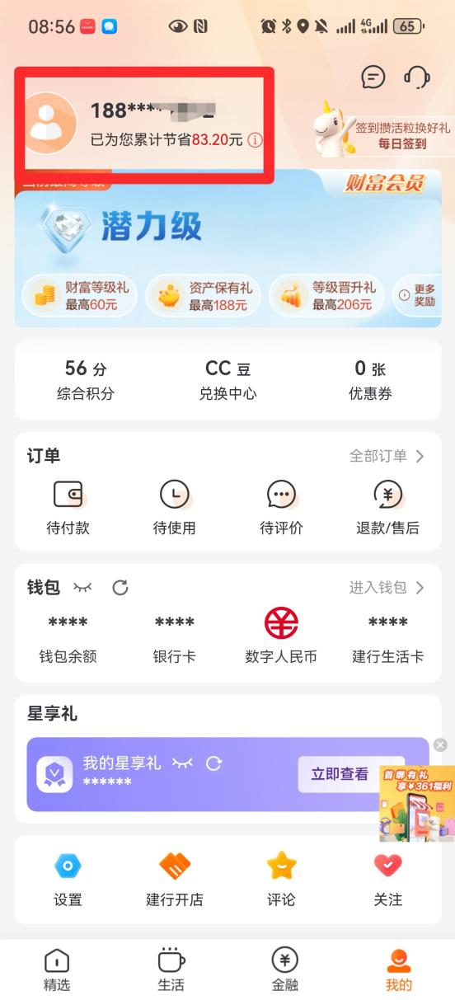 08:56
4G
65
188****
已为您累计节省83.20元
签到攒活粒换好礼
每日签到
财富会员
潜力级
财富等级礼
最高60元
资产保有礼
最高188元
等级晋升礼
最高206元
更多
奖励
56 分
CC 豆
0 张
综合积分
兑换中心
优惠券
订单
全部订单
待付款
待使用
待评价
退款/售后
钱包
进入钱包
****
****
****
钱包余额
银行卡
数字人民币
建行生活卡
星享礼
我的星享礼
******
立即查看
首绑有礼
享¥361福利
设置
建行开店
评论
关注
精选
生活
金融
我的